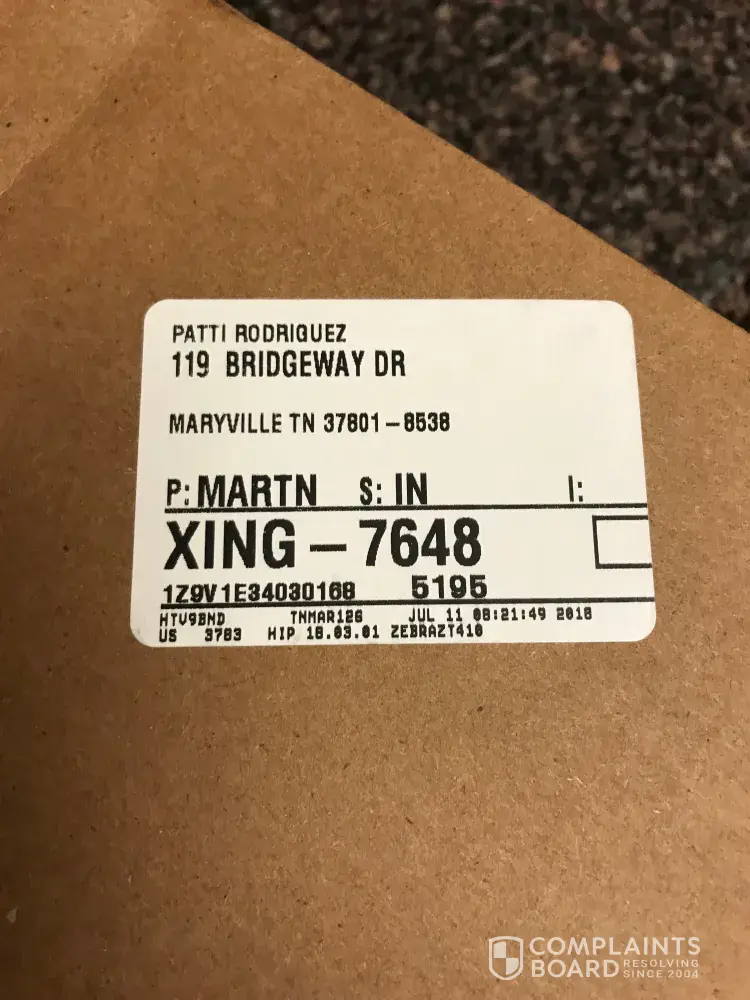 PATTI RODRIGUEZ
119 BRIDGEWAY DR
MARYVILLE TN 37801-8538
P: MARTN S: IN I:
XING-7648
1Z9V1E34030168 5195
HTV9BND TNMAR126 JUL 11 08:21:49 2018
US 3783 HIP 18.03.01 ZEBRAZT410
COMPLAINTS
BOARD RESOLVING
SINCE 2004